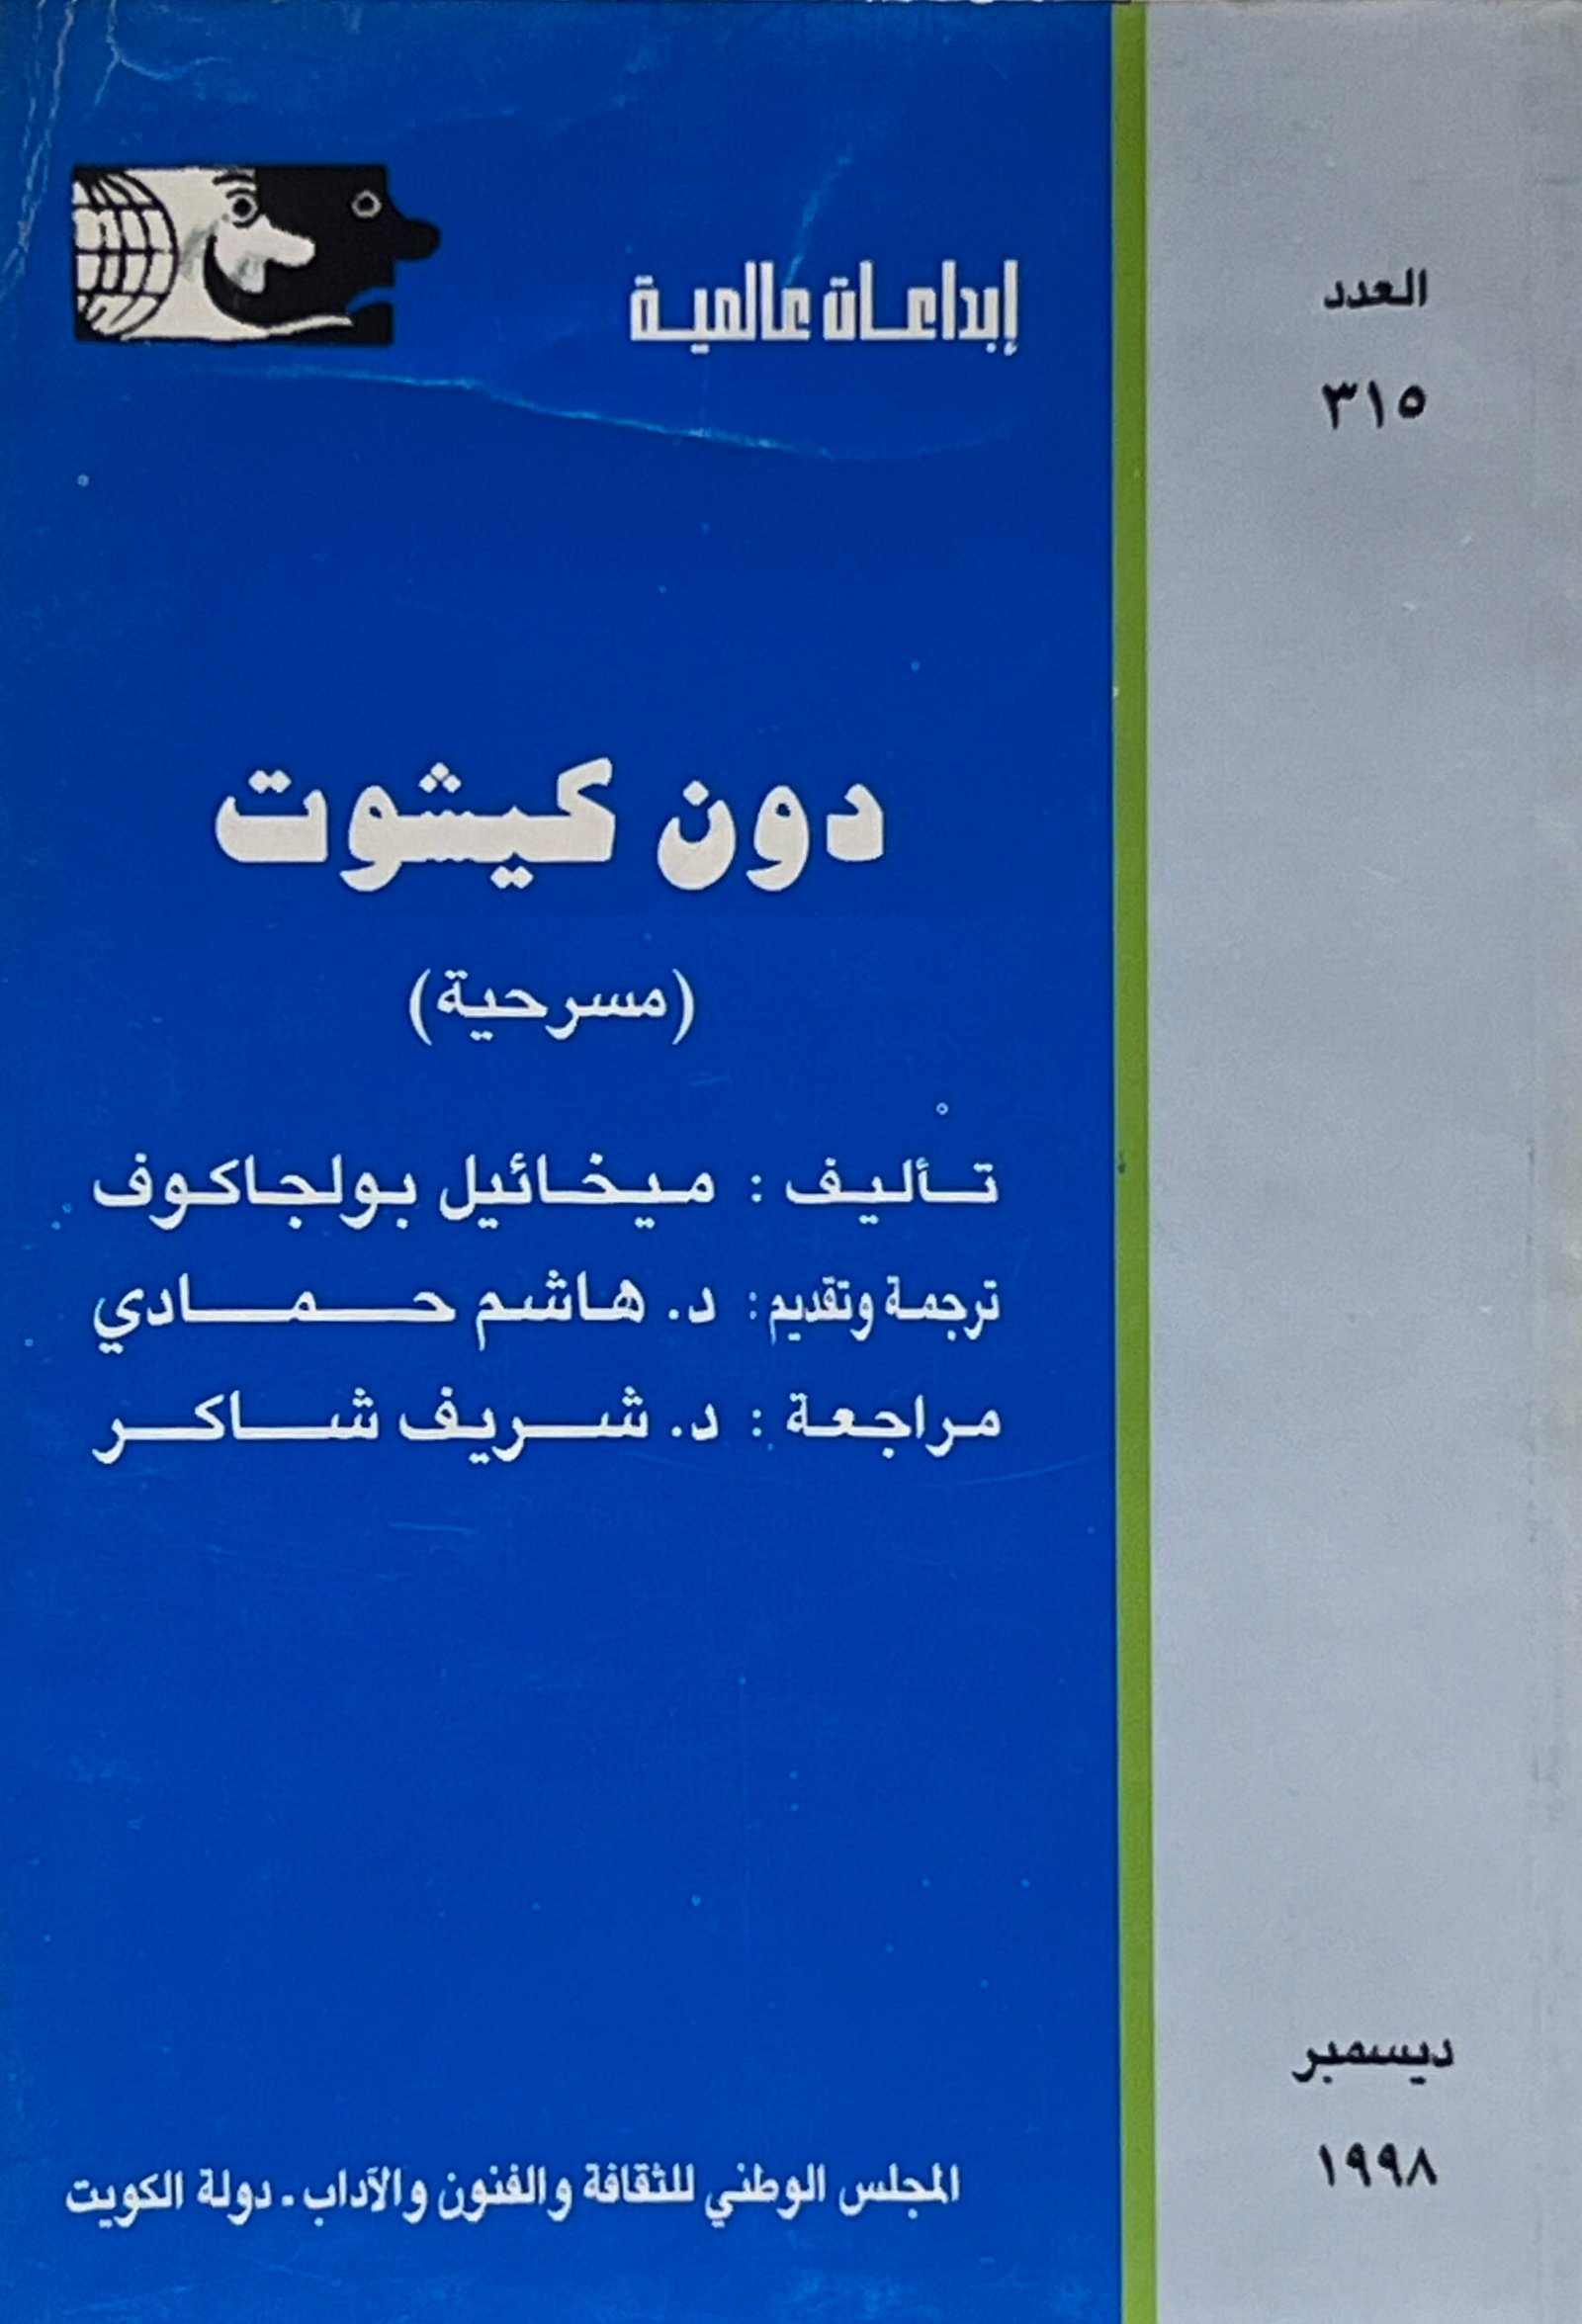 إبداعات عالمية
العدد
٣١٥
دون كيشوت
(مسرحية)
تأليف : ميخائيل بولجاكوف
ترجمة وتقديم : د. هاشم حمادي
مراجعة : د. شريف شاكر
ديسمبر
١٩٩٨
المجلس الوطني للثقافة والفنون والآداب - دولة الكويت